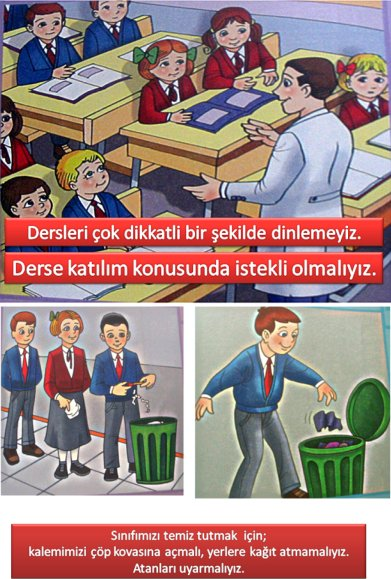 Dersleri çok dikkatli bir şekilde dinlemeyiz.
Derse katılım konusunda istekli olmalıyız.
Sınıfımızı temiz tutmak için;
kalemimizi çöp kovasına açmalı, yerlere kağıt atmamalıyız.
Atanları uyarmalıyız.